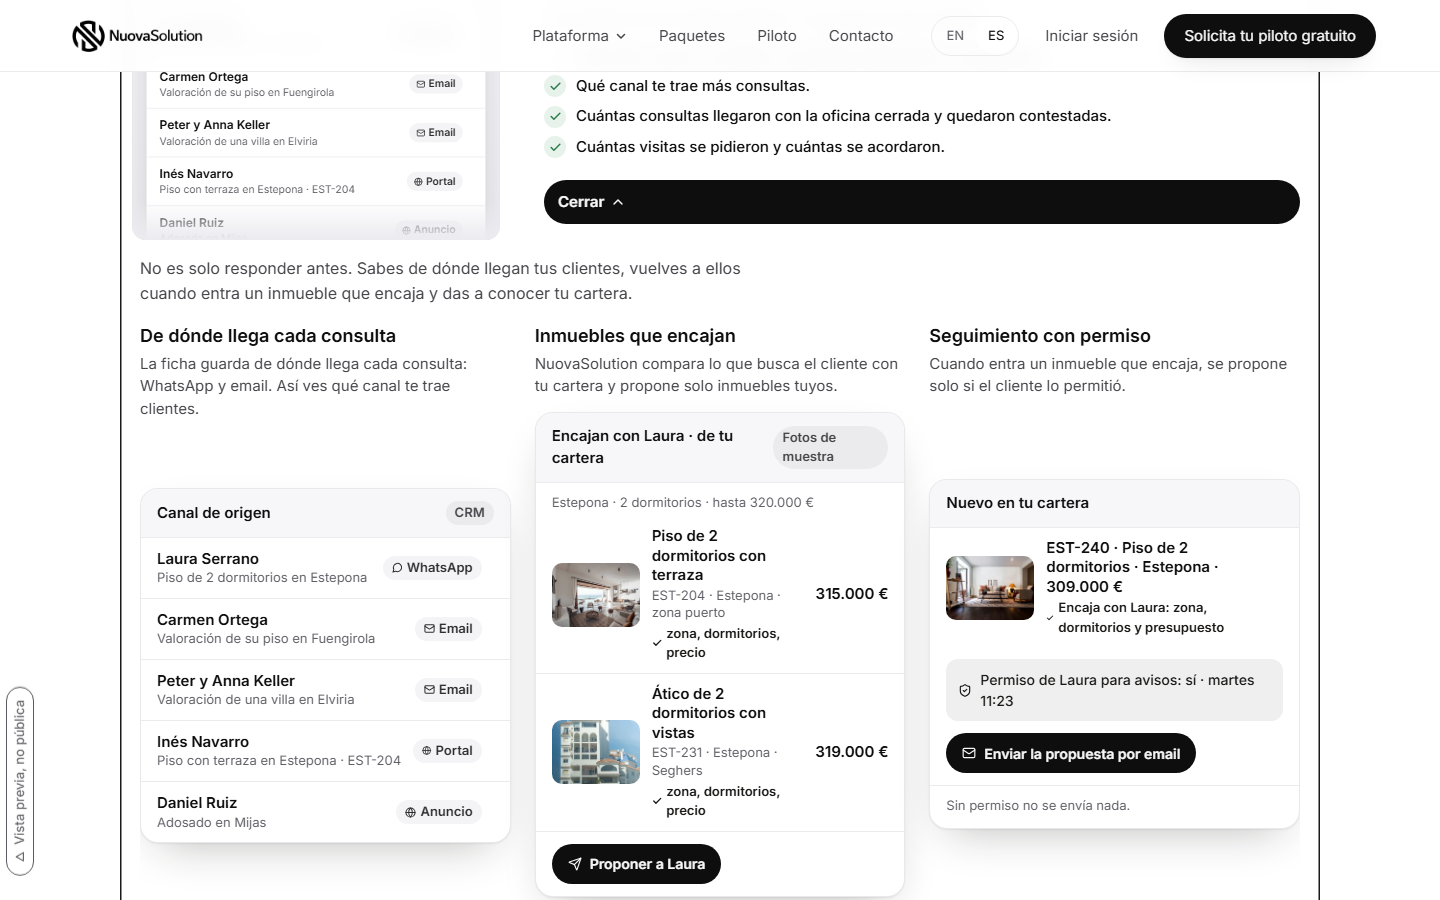 NuovaSolution
Plataforma
Paquetes
Piloto
Contacto
EN
ES
Iniciar sesión
Solicita tu piloto gratuito
Carmen Ortega
Valoración de su piso en Fuengirola
Email
Peter y Anna Keller
Valoración de una villa en Elviria
Email
Inés Navarro
Piso con terraza en Estepona · EST-204
Portal
Daniel Ruiz
Anuncio
Qué canal te trae más consultas.
Cuántas consultas llegaron con la oficina cerrada y quedaron contestadas.
Cuántas visitas se pidieron y cuántas se acordaron.
Cerrar
No es solo responder antes. Sabes de dónde llegan tus clientes, vuelves a ellos
cuando entra un inmueble que encaja y das a conocer tu cartera.
De dónde llega cada consulta
La ficha guarda de dónde llega cada consulta:
WhatsApp y email. Así ves qué canal te trae
clientes.
Canal de origen
CRM
Laura Serrano
Piso de 2 dormitorios en Estepona
WhatsApp
Carmen Ortega
Valoración de su piso en Fuengirola
Email
Peter y Anna Keller
Valoración de una villa en Elviria
Email
Inés Navarro
Piso con terraza en Estepona · EST-204
Portal
Daniel Ruiz
Adosado en Mijas
Anuncio
Inmuebles que encajan
NuovaSolution compara lo que busca el cliente con
tu cartera y propone solo inmuebles tuyos.
Encajan con Laura · de tu
cartera
Fotos de
muestra
Estepona · 2 dormitorios · hasta 320.000 €
Piso de 2
dormitorios con
terraza
EST-204 · Estepona ·
zona puerto
zona, dormitorios,
precio
315.000 €
Ático de 2
dormitorios con
vistas
EST-231 · Estepona ·
Seghers
zona, dormitorios,
precio
319.000 €
Proponer a Laura
Seguimiento con permiso
Cuando entra un inmueble que encaja, se propone
solo si el cliente lo permitió.
Nuevo en tu cartera
EST-240 · Piso de 2
dormitorios · Estepona ·
309.000 €
Encaja con Laura: zona,
dormitorios y presupuesto
Permiso de Laura para avisos: sí · martes
11:23
Enviar la propuesta por email
Sin permiso no se envía nada.
Vista previa, no pública